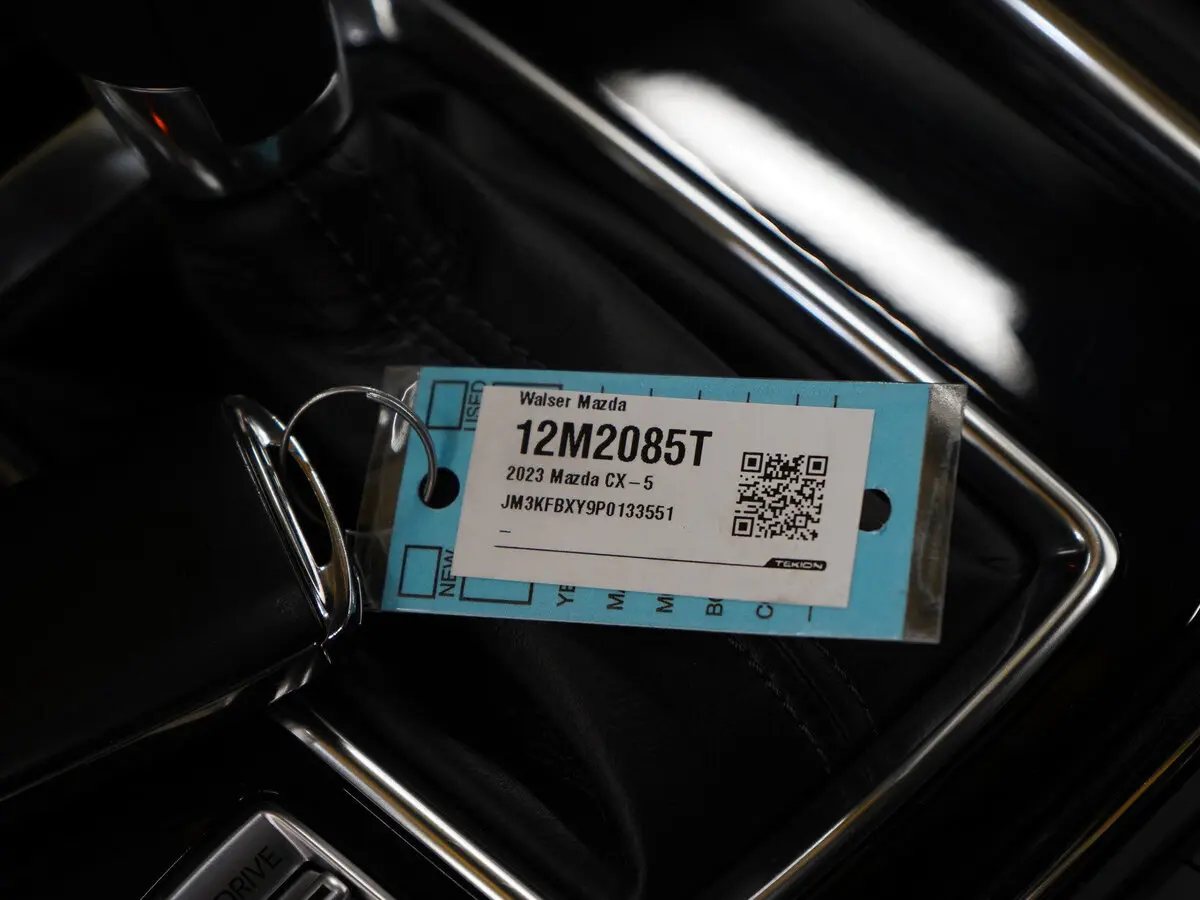 USED
Walser Mazda
12M2085T
2023 Mazda CX-5
JM3KFBXY9P0133551
–
TEKION
NEW
DRIVE